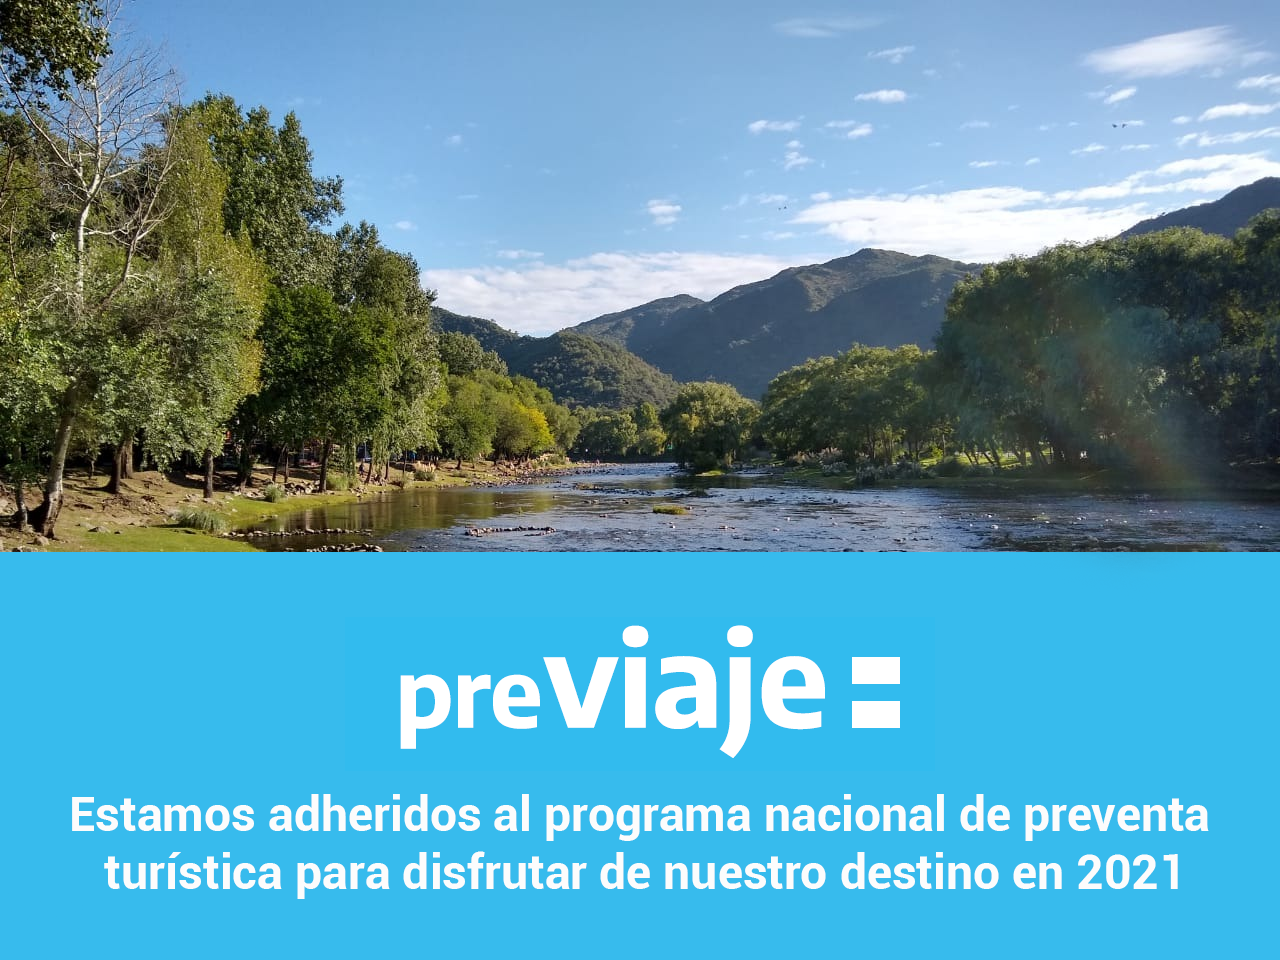 previaje
Estamos adheridos al programa nacional de preventa
turística para disfrutar de nuestro destino en 2021